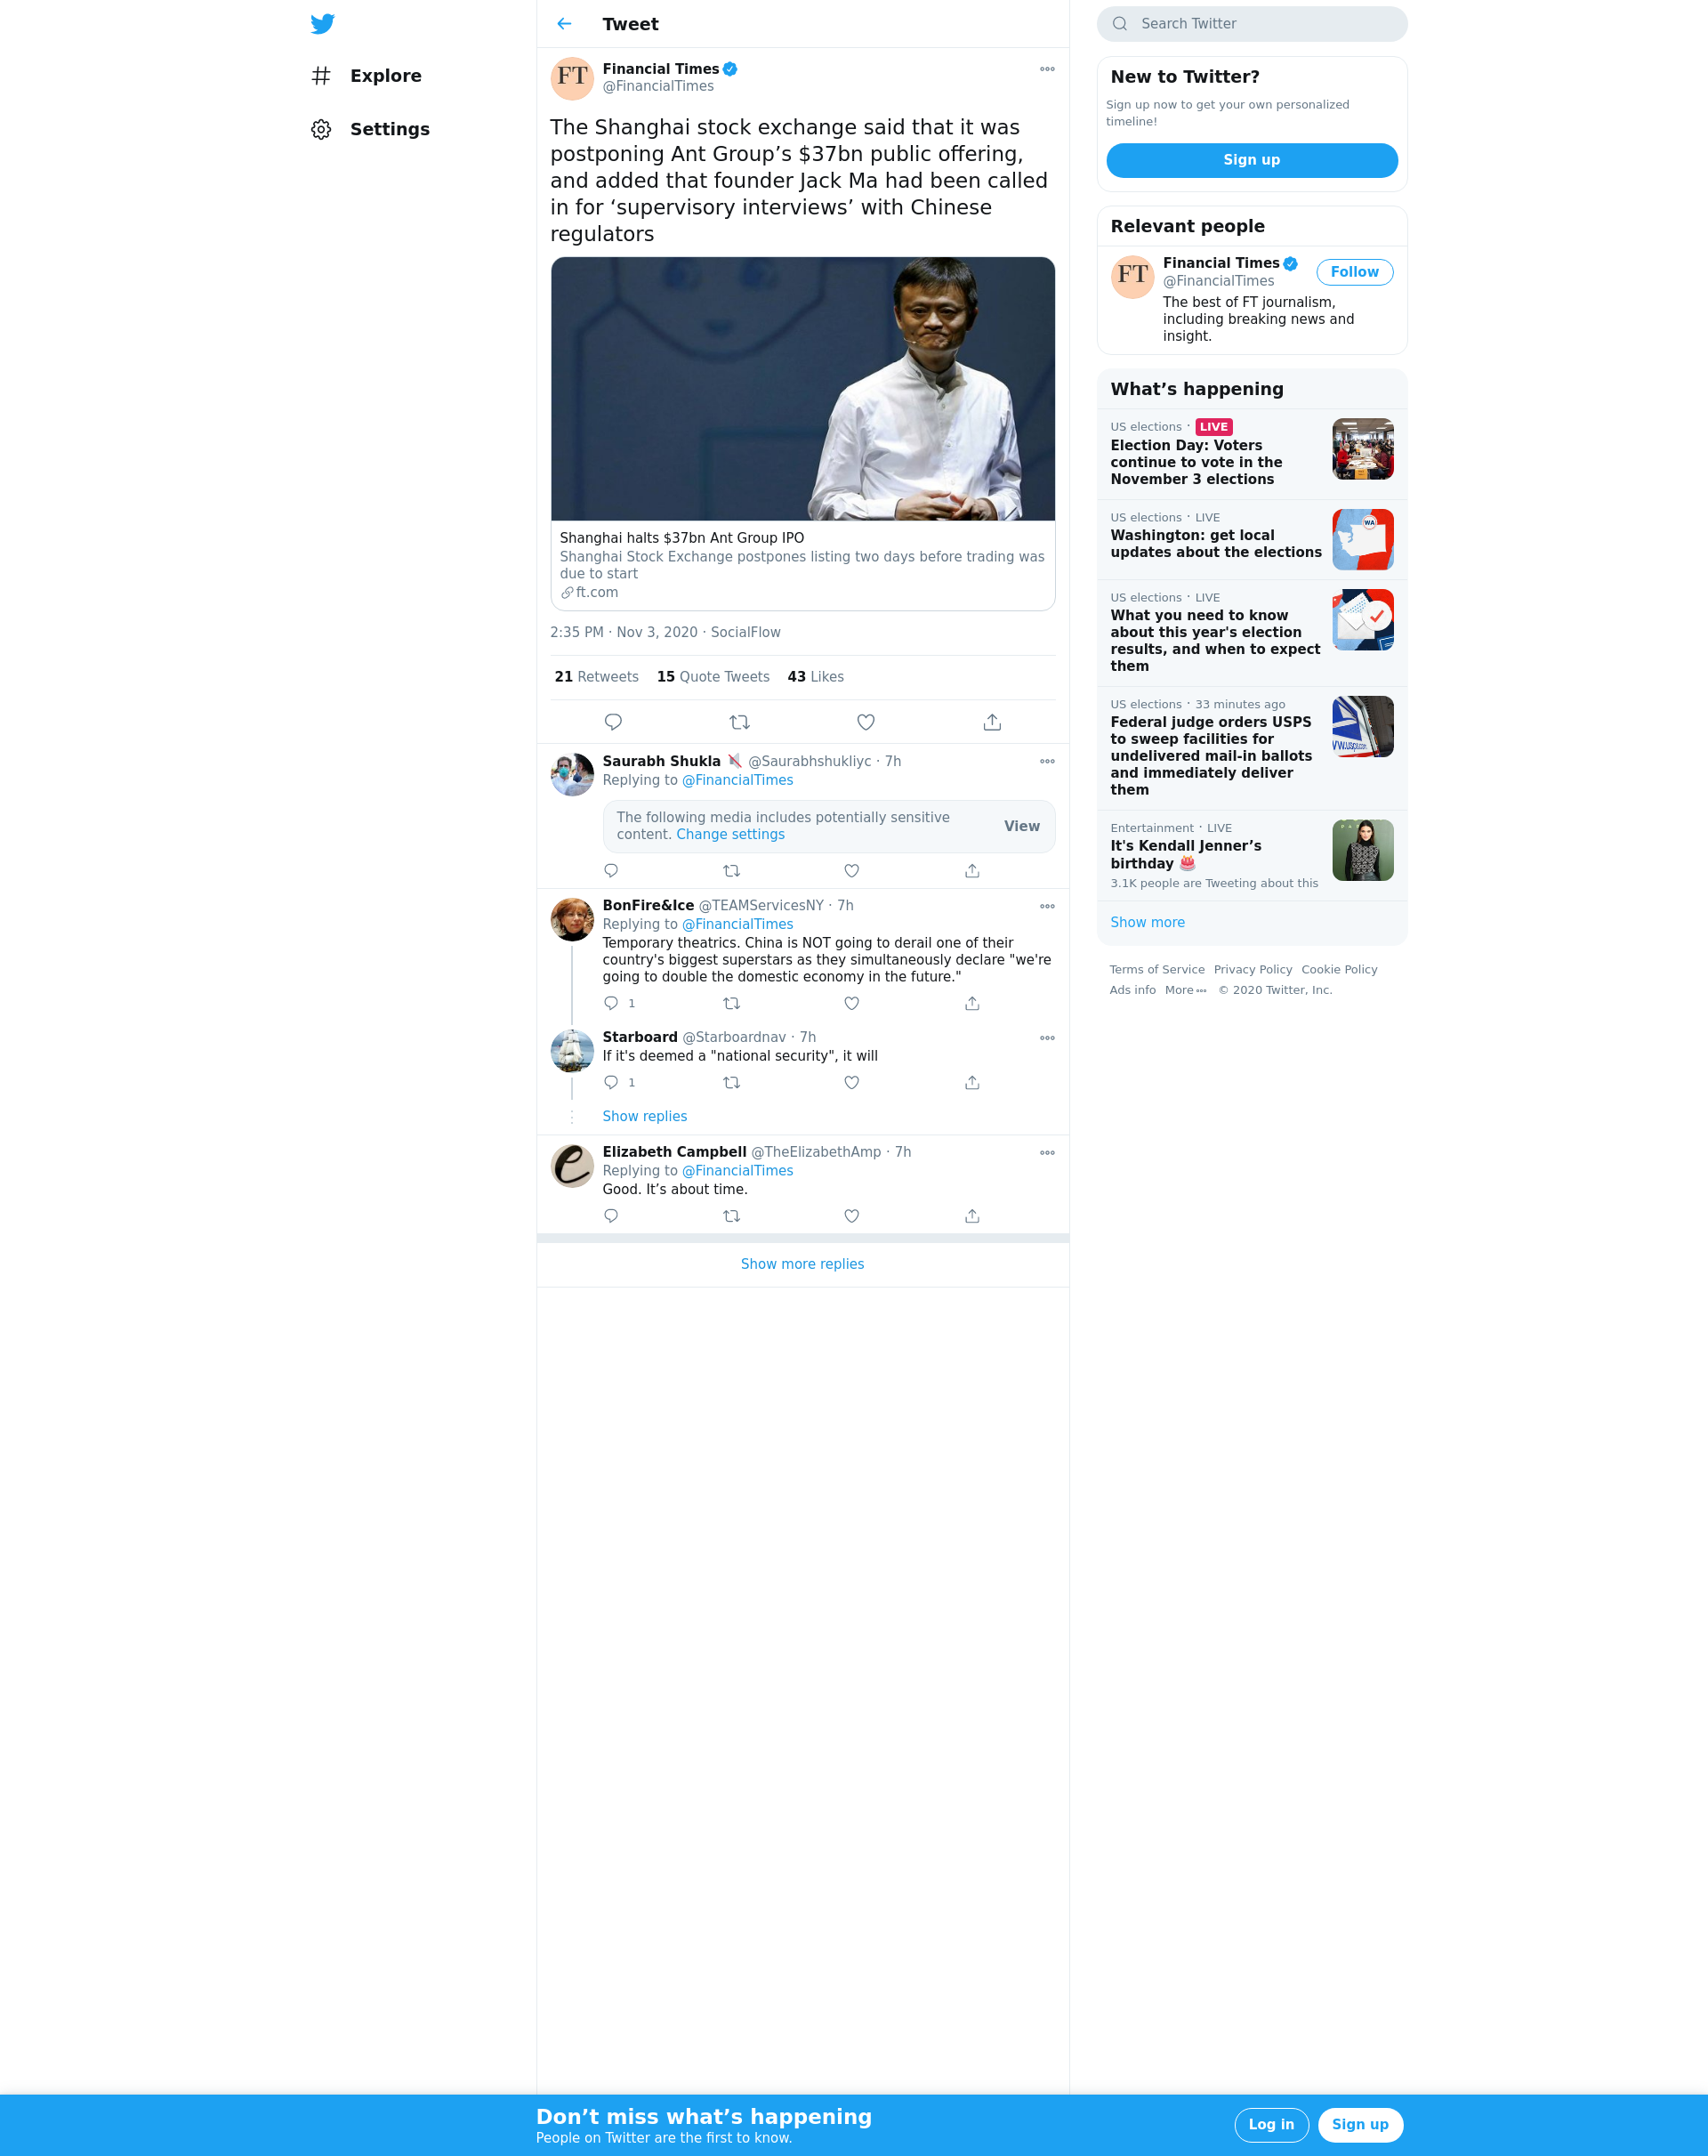 Explore
Settings
Tweet
FT
Financial Times
@FinancialTimes
The Shanghai stock exchange said that it was
postponing Ant Group’s $37bn public offering,
and added that founder Jack Ma had been called
in for ‘supervisory interviews’ with Chinese
regulators
Shanghai halts $37bn Ant Group IPO
Shanghai Stock Exchange postpones listing two days before trading was
due to start
ft.com
2:35 PM · Nov 3, 2020 · SocialFlow
21 Retweets 15 Quote Tweets 43 Likes
Saurabh Shukla @Saurabhshukliyc · 7h
Replying to @FinancialTimes
The following media includes potentially sensitive
content. Change settings
View
BonFire&Ice @TEAMServicesNY · 7h
Replying to @FinancialTimes
Temporary theatrics. China is NOT going to derail one of their
country's biggest superstars as they simultaneously declare "we're
going to double the domestic economy in the future."
1
Starboard @Starboardnav · 7h
If it's deemed a "national security", it will
1
Show replies
Elizabeth Campbell @TheElizabethAmp · 7h
Replying to @FinancialTimes
Good. It’s about time.
Show more replies
Search Twitter
New to Twitter?
Sign up now to get your own personalized
timeline!
Sign up
Relevant people
FT
Financial Times
@FinancialTimes
Follow
The best of FT journalism,
including breaking news and
insight.
What’s happening
US elections · LIVE
Election Day: Voters
continue to vote in the
November 3 elections
US elections · LIVE
Washington: get local
updates about the elections
WA
US elections · LIVE
What you need to know
about this year's election
results, and when to expect
them
US elections · 33 minutes ago
Federal judge orders USPS
to sweep facilities for
undelivered mail-in ballots
and immediately deliver
them
Entertainment · LIVE
It's Kendall Jenner’s
birthday 🎂
3.1K people are Tweeting about this
Show more
Terms of Service Privacy Policy Cookie Policy
Ads info More © 2020 Twitter, Inc.
Don’t miss what’s happening
People on Twitter are the first to know.
Log in
Sign up